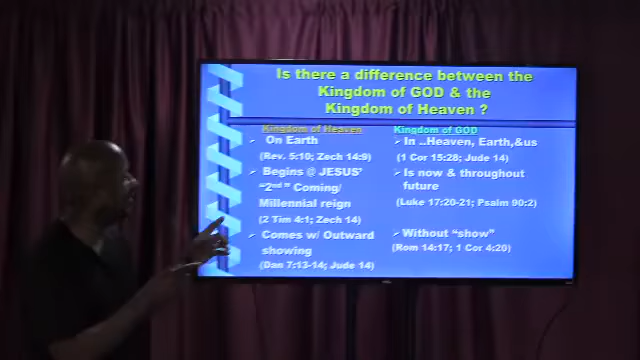 Is there a difference between the
Kingdom of GOD & the
Kingdom of Heaven ?
Kingdom of Heaven
On Earth
(Rev. 5:10; Zech 14:9)
Begins @ JESUS'
"2nd" Coming/
Millennial reign
(2 Tim 4:1; Zech 14)
Comes w/ Outward
showing
(Dan 7:13-14; Jude 14)
Kingdom of GOD
In ..Heaven, Earth,&us
(1 Cor 15:28; Jude 14)
Is now & throughout
future
(Luke 17:20-21; Psalm 90:2)
Without "show"
(Rom 14:17; 1 Cor 4:20)